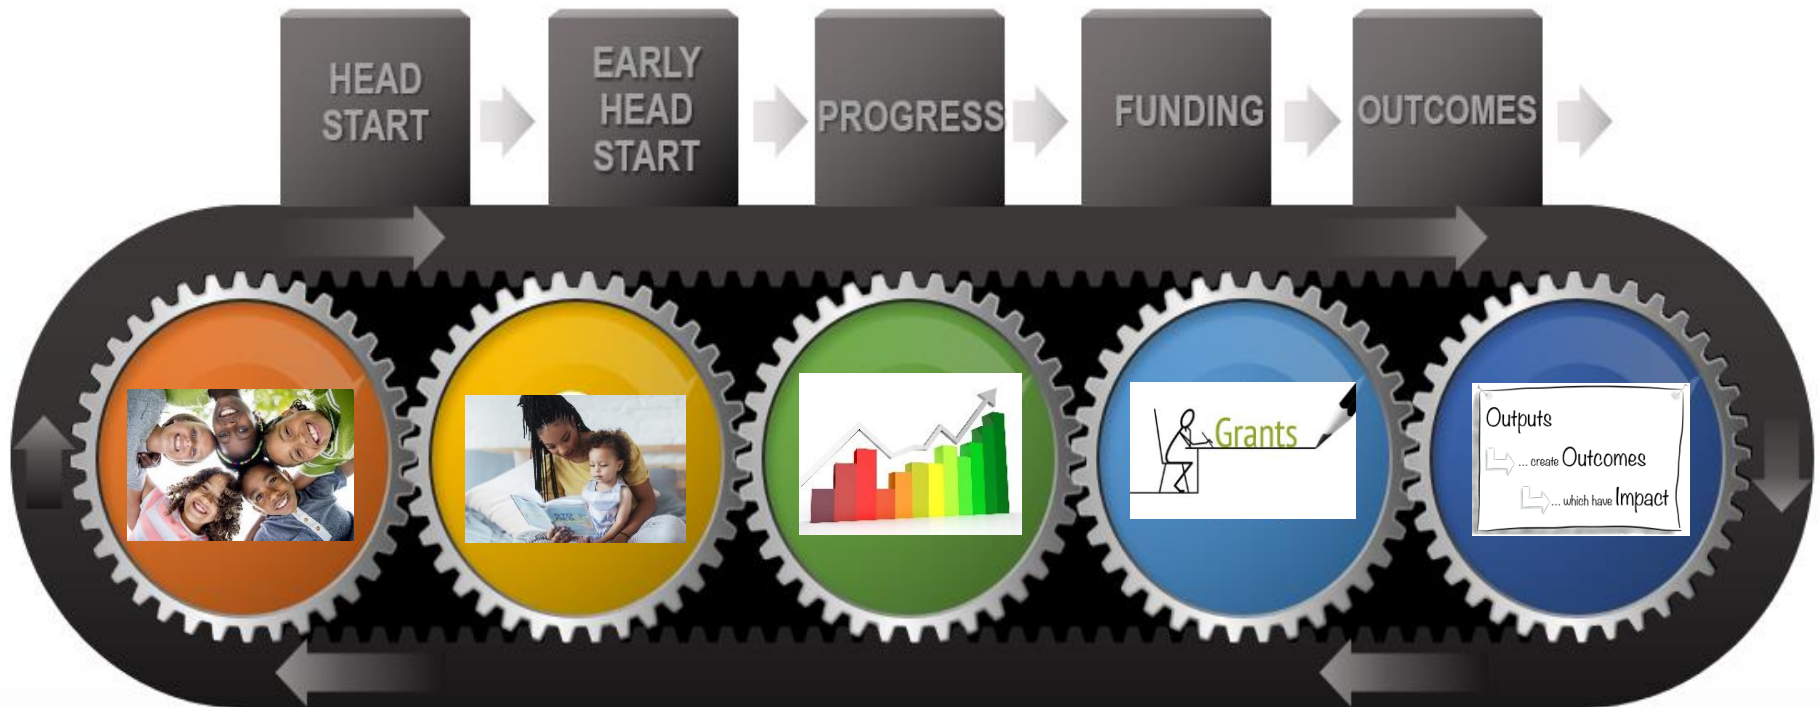 HEAD
START
EARLY
HEAD
START
PROGRESS
FUNDING
OUTCOMES
Grants
Outputs
... create Outcomes
... which have Impact